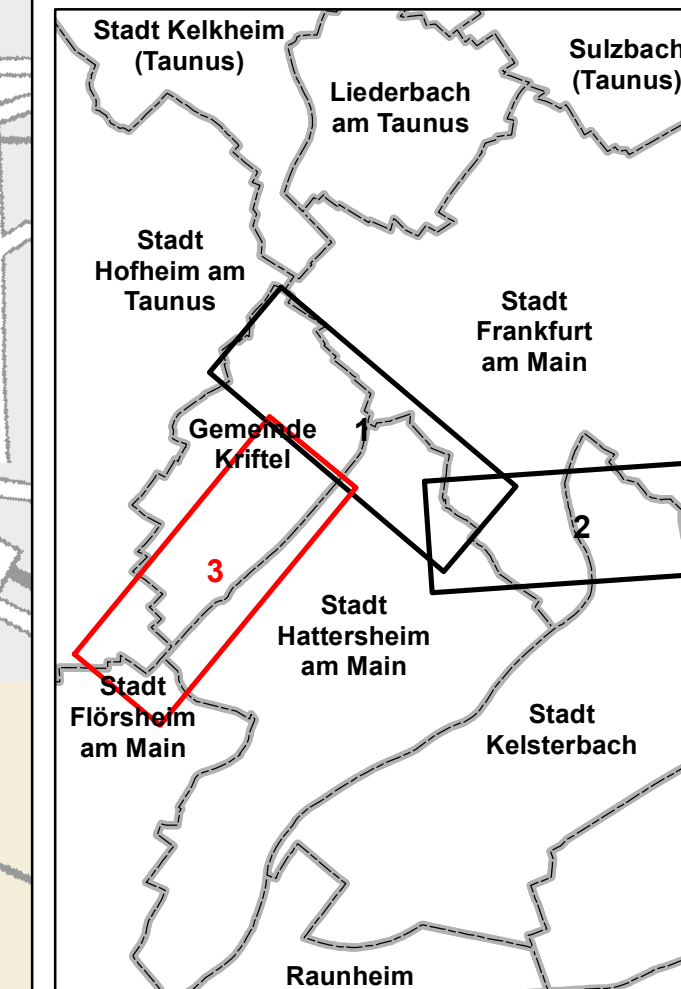 Stadt Kelkheim
(Taunus)
Sulzbach
(Taunus)
Liederbach
am Taunus
Stadt
Hofheim am
Taunus
Stadt
Frankfurt
am Main
Gemeinde
Kriftel
1
2
3
Stadt
Hattersheim
am Main
Stadt
Flörsheim
am Main
Stadt
Kelsterbach
Raunheim